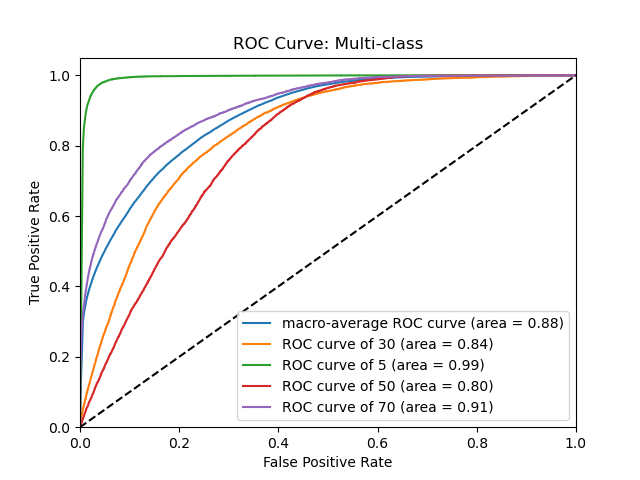 ROC Curve: Multi-class
1.0
0.8
0.6
0.4
0.2
0.0
True Positive Rate
macro-average ROC curve (area = 0.88)
ROC curve of 30 (area = 0.84)
ROC curve of 5 (area = 0.99)
ROC curve of 50 (area = 0.80)
ROC curve of 70 (area = 0.91)
0.0 0.2 0.4 0.6 0.8 1.0
False Positive Rate